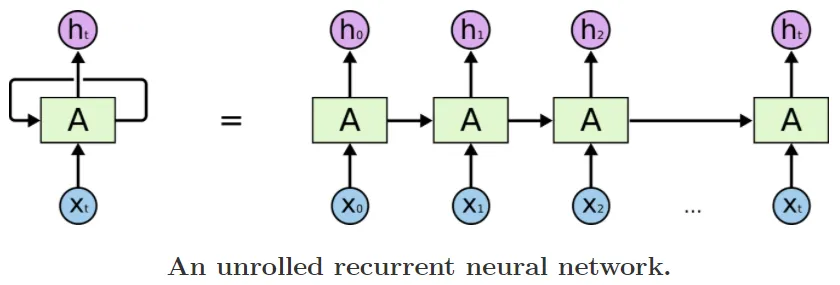 hₜ h₀ h₁ h₂ hₜ
A = A A A A
xₜ x₀ x₁ x₂ ... xₜ
An unrolled recurrent neural network.